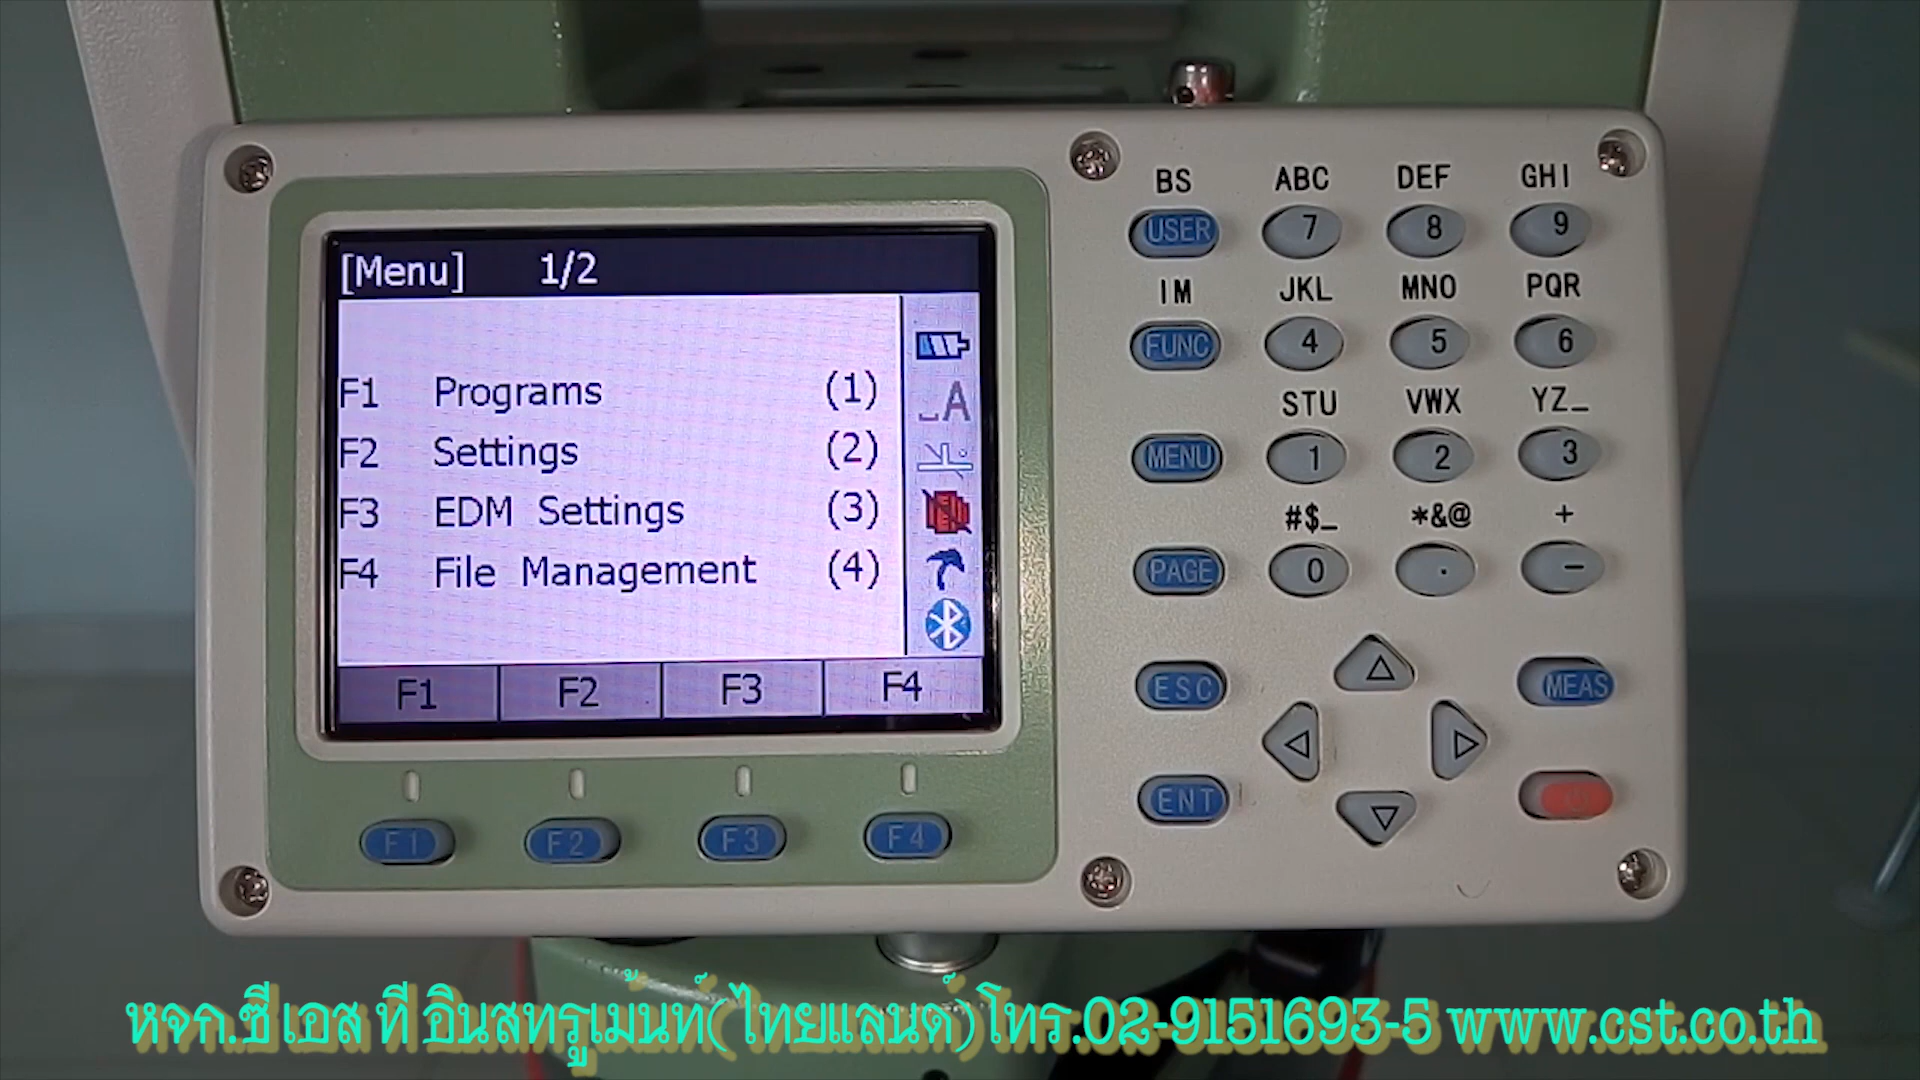 [Menu] 1/2
F1 Programs (1)
F2 Settings (2)
F3 EDM Settings (3)
F4 File Management (4)
F1 F2 F3 F4
F1 F2 F3 F4
BS ABC DEF GHI
USER 7 8 9
IM JKL MNO PQR
FUNC 4 5 6
STU VWX YZ_
MENU 1 2 3
#$_ *&@ +
PAGE 0 . -
ESC MEAS
ENT
หจก.ซี เอส ที อินสทรูเม้นท์(ไทยแลนด์)โทร.02-9151693-5 www.cst.co.th